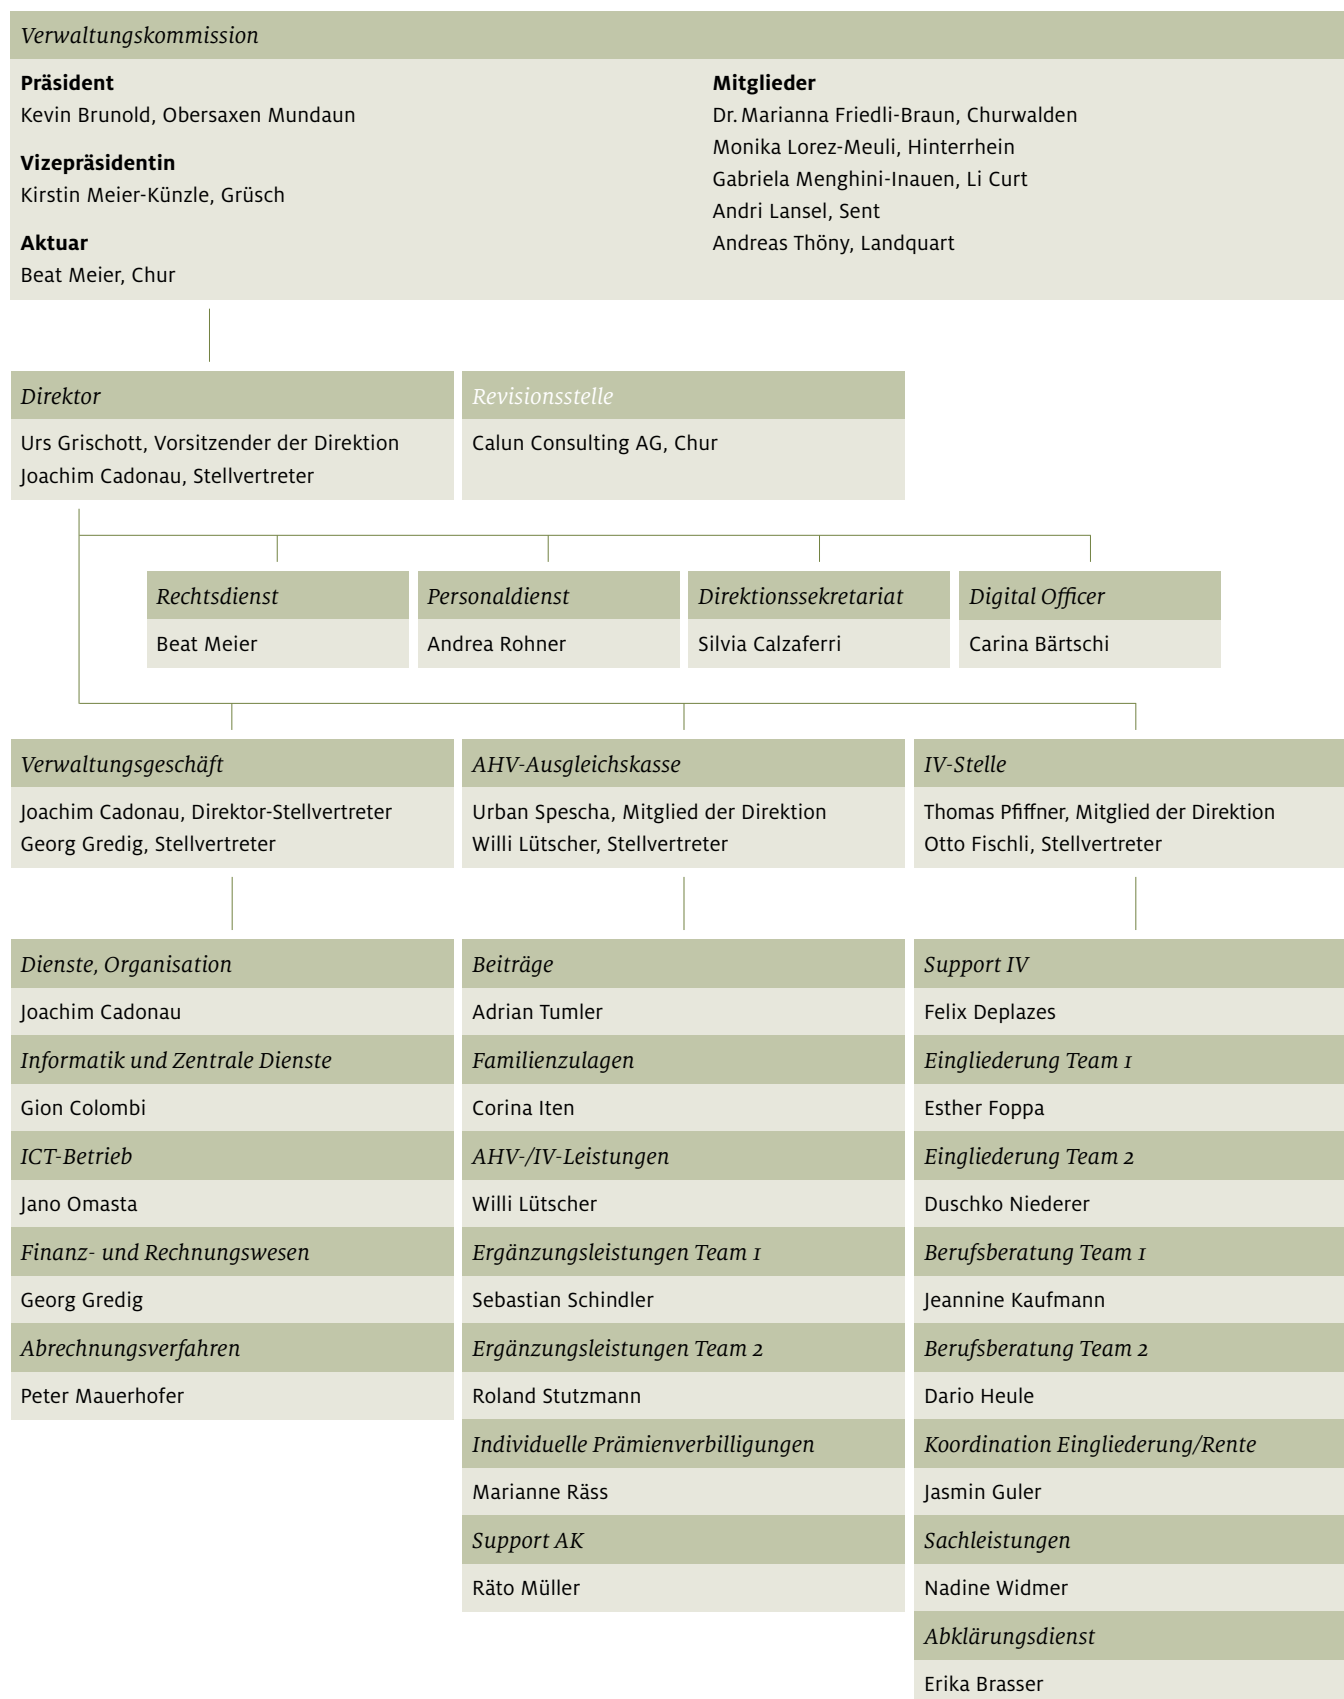 Verwaltungskommission
Präsident
Kevin Brunold, Obersaxen Mundaun
Vizepräsidentin
Kirstin Meier-Künzle, Grüsch
Aktuar
Beat Meier, Chur
Mitglieder
Dr. Marianna Friedli-Braun, Churwalden
Monika Lorez-Meuli, Hinterrhein
Gabriela Menghini-Inauen, Li Curt
Andri Lansel, Sent
Andreas Thöny, Landquart
Direktor
Urs Grischott, Vorsitzender der Direktion
Joachim Cadonau, Stellvertreter
Revisionsstelle
Calun Consulting AG, Chur
Rechtsdienst
Beat Meier
Personaldienst
Andrea Rohner
Direktionssekretariat
Silvia Calzaferri
Digital Officer
Carina Bärtschi
Verwaltungsgeschäft
Joachim Cadonau, Direktor-Stellvertreter
Georg Gredig, Stellvertreter
AHV-Ausgleichskasse
Urban Spescha, Mitglied der Direktion
Willi Lütscher, Stellvertreter
IV-Stelle
Thomas Pfiffner, Mitglied der Direktion
Otto Fischli, Stellvertreter
Dienste, Organisation
Joachim Cadonau
Informatik und Zentrale Dienste
Gion Colombi
ICT-Betrieb
Jano Omasta
Finanz- und Rechnungswesen
Georg Gredig
Abrechnungsverfahren
Peter Mauerhofer
Beiträge
Adrian Tumler
Familienzulagen
Corina Iten
AHV-/IV-Leistungen
Willi Lütscher
Ergänzungsleistungen Team 1
Sebastian Schindler
Ergänzungsleistungen Team 2
Roland Stutzmann
Individuelle Prämienverbilligungen
Marianne Räss
Support AK
Räto Müller
Support IV
Felix Deplazes
Eingliederung Team 1
Esther Foppa
Eingliederung Team 2
Duschko Niederer
Berufsberatung Team 1
Jeannine Kaufmann
Berufsberatung Team 2
Dario Heule
Koordination Eingliederung/Rente
Jasmin Guler
Sachleistungen
Nadine Widmer
Abklärungsdienst
Erika Brasser